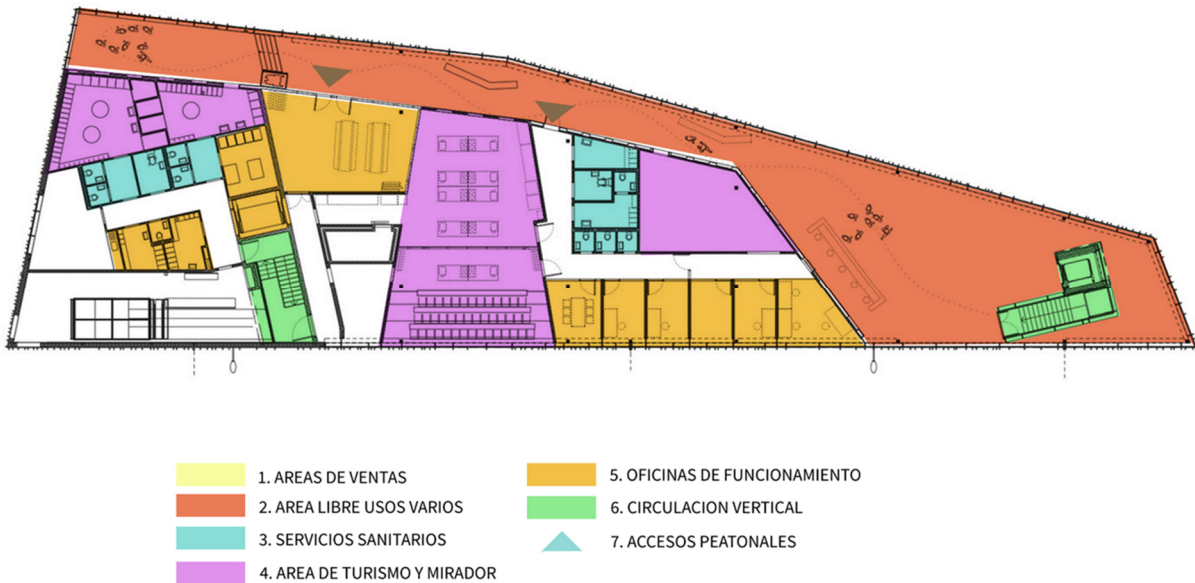 1. AREAS DE VENTAS
2. AREA LIBRE USOS VARIOS
3. SERVICIOS SANITARIOS
4. AREA DE TURISMO Y MIRADOR
5. OFICINAS DE FUNCIONAMIENTO
6. CIRCULACION VERTICAL
7. ACCESOS PEATONALES